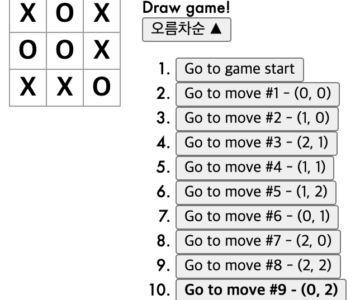 X O X
O O X
X X O
Draw game!
오름차순 ▲
1. Go to game start
2. Go to move #1 - (0, 0)
3. Go to move #2 - (1, 0)
4. Go to move #3 - (2, 1)
5. Go to move #4 - (1, 1)
6. Go to move #5 - (1, 2)
7. Go to move #6 - (0, 1)
8. Go to move #7 - (2, 0)
9. Go to move #8 - (2, 2)
10. Go to move #9 - (0, 2)